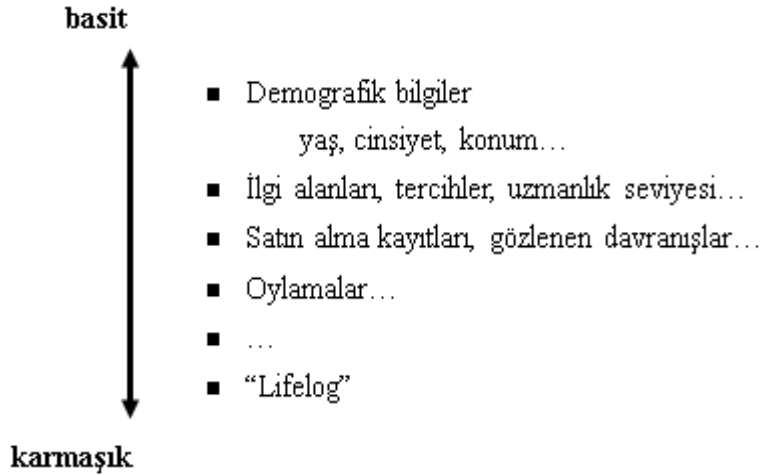 basit
■ Demografik bilgiler
yaş, cinsiyet, konum…
■ İlgi alanları, tercihler, uzmanlık seviyesi…
■ Satın alma kayıtları, gözlenen davranışlar…
■ Oylamalar…
■ …
■ “Lifelog”
karmaşık